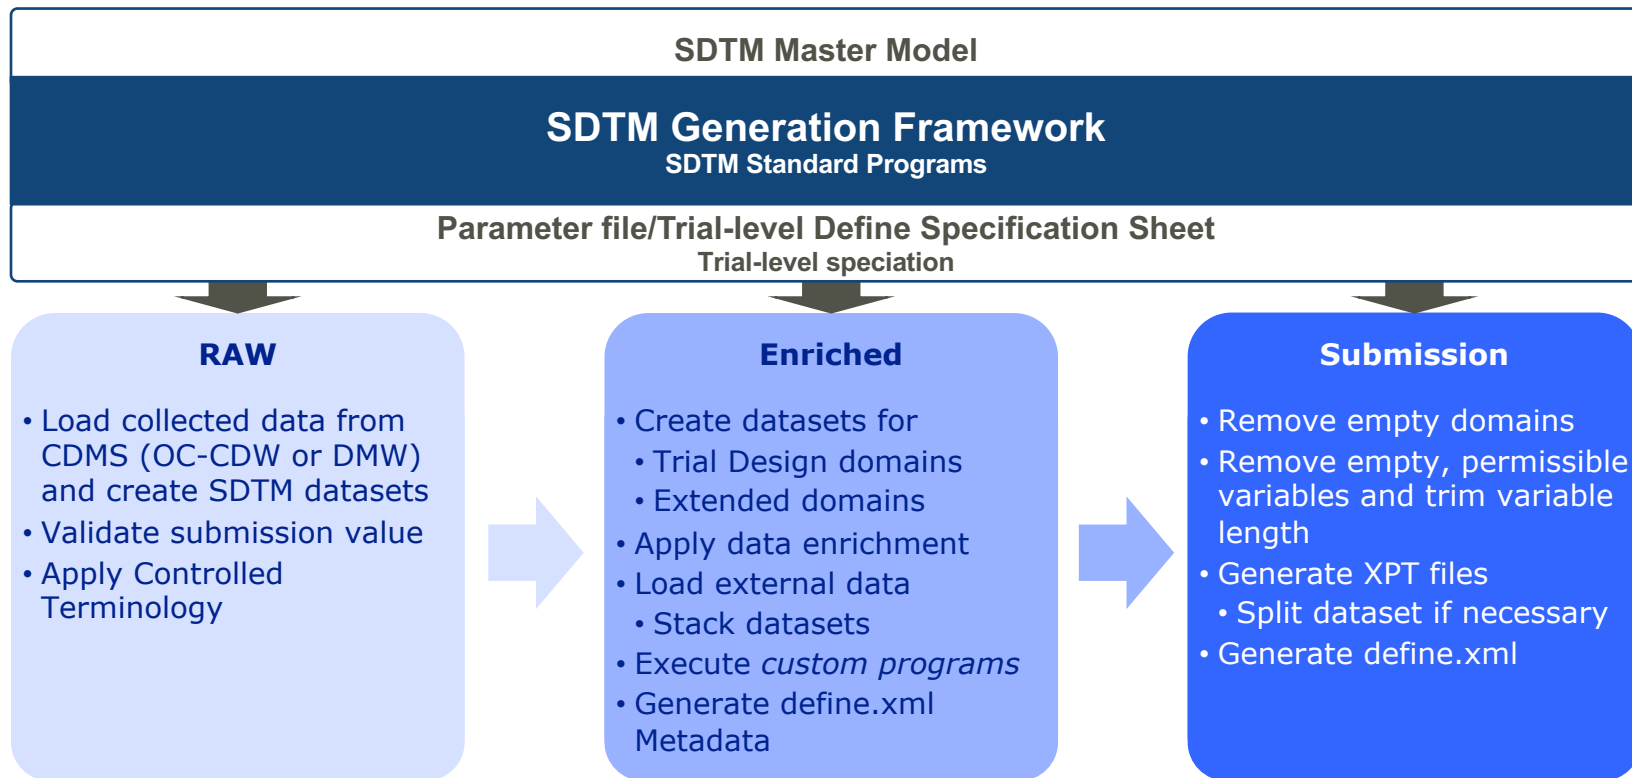 SDTM Master Model
SDTM Generation Framework
SDTM Standard Programs
Parameter file/Trial-level Define Specification Sheet
Trial-level speciation
RAW
• Load collected data from
CDMS (OC-CDW or DMW)
and create SDTM datasets
• Validate submission value
• Apply Controlled
Terminology
Enriched
• Create datasets for
• Trial Design domains
• Extended domains
• Apply data enrichment
• Load external data
• Stack datasets
• Execute custom programs
• Generate define.xml
Metadata
Submission
• Remove empty domains
• Remove empty, permissible
variables and trim variable
length
• Generate XPT files
• Split dataset if necessary
• Generate define.xml